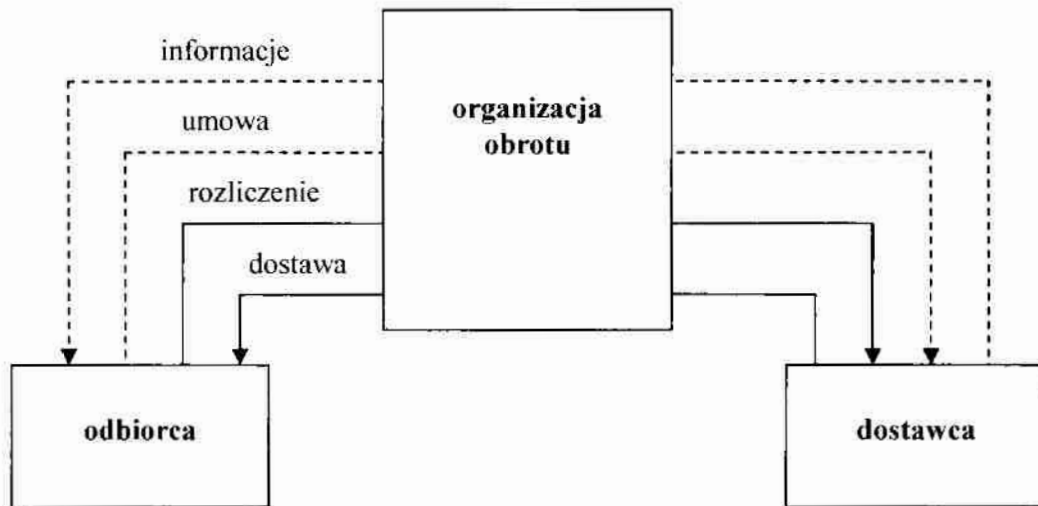 informacje
umowa
rozliczenie
dostawa
organizacja
obrotu
odbiorca
dostawca